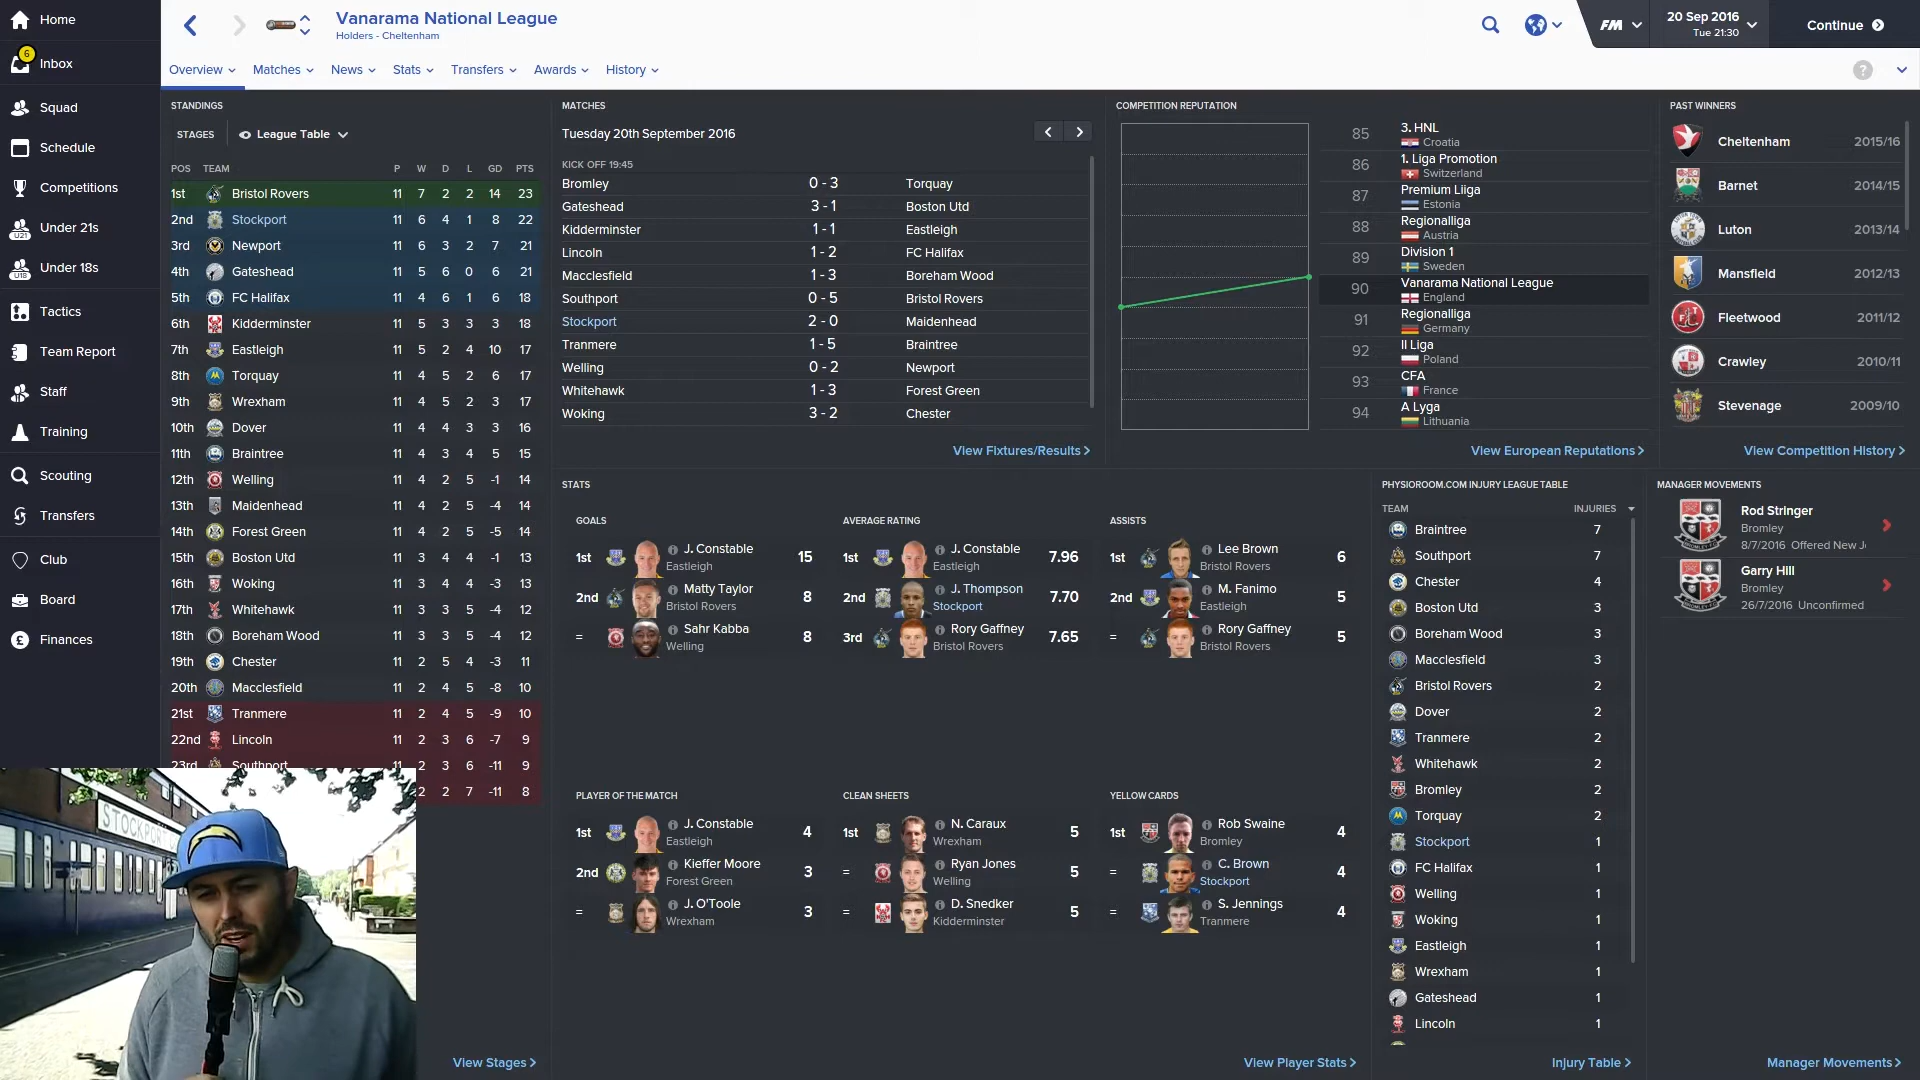 Home
6
Inbox
Squad
Schedule
Competitions
Under 21s
Under 18s
Tactics
Team Report
Staff
Training
Scouting
Transfers
Club
Board
Finances
Vanarama National League
Holders - Cheltenham
FM
20 Sep 2016
Tue 21:30
Continue
Overview Matches News Stats Transfers Awards History
?
STANDINGS
STAGES League Table
POS TEAM P W D L GD PTS
1st Bristol Rovers 11 7 2 2 14 23
2nd Stockport 11 6 4 1 8 22
3rd Newport 11 6 3 2 7 21
4th Gateshead 11 5 6 0 6 21
5th FC Halifax 11 4 6 1 6 18
6th Kidderminster 11 5 3 3 3 18
7th Eastleigh 11 5 2 4 10 17
8th Torquay 11 4 5 2 6 17
9th Wrexham 11 4 5 2 3 17
10th Dover 11 4 4 3 3 16
11th Braintree 11 4 3 4 5 15
12th Welling 11 4 2 5 -1 14
13th Maidenhead 11 4 2 5 -4 14
14th Forest Green 11 4 2 5 -5 14
15th Boston Utd 11 3 4 4 -1 13
16th Woking 11 3 4 4 -3 13
17th Whitehawk 11 3 3 5 -4 12
18th Boreham Wood 11 3 3 5 -4 12
19th Chester 11 2 5 4 -3 11
20th Macclesfield 11 2 4 5 -8 10
21st Tranmere 11 2 4 5 -9 10
22nd Lincoln 11 2 3 6 -7 9
23rd Southport 11 2 3 6 -11 9
2 2 7 -11 8
STOCKPORT
View Stages
MATCHES
Tuesday 20th September 2016
KICK OFF 19:45
Bromley 0 - 3 Torquay
Gateshead 3 - 1 Boston Utd
Kidderminster 1 - 1 Eastleigh
Lincoln 1 - 2 FC Halifax
Macclesfield 1 - 3 Boreham Wood
Southport 0 - 5 Bristol Rovers
Stockport 2 - 0 Maidenhead
Tranmere 1 - 5 Braintree
Welling 0 - 2 Newport
Whitehawk 1 - 3 Forest Green
Woking 3 - 2 Chester
View Fixtures/Results
COMPETITION REPUTATION
85 3. HNL
Croatia
86 1. Liga Promotion
Switzerland
87 Premium Liiga
Estonia
88 Regionalliga
Austria
89 Division 1
Sweden
90 Vanarama National League
England
91 Regionalliga
Germany
92 II Liga
Poland
93 CFA
France
94 A Lyga
Lithuania
View European Reputations
PAST WINNERS
Cheltenham 2015/16
Barnet 2014/15
Luton 2013/14
Mansfield 2012/13
Fleetwood 2011/12
Crawley 2010/11
Stevenage 2009/10
View Competition History
STATS
GOALS
1st J. Constable 15
Eastleigh
2nd Matty Taylor 8
Bristol Rovers
= Sahr Kabba 8
Welling
AVERAGE RATING
1st J. Constable 7.96
Eastleigh
2nd J. Thompson 7.70
Stockport
3rd Rory Gaffney 7.65
Bristol Rovers
ASSISTS
1st Lee Brown 6
Bristol Rovers
2nd M. Fanimo 5
Eastleigh
= Rory Gaffney 5
Bristol Rovers
PLAYER OF THE MATCH
1st J. Constable 4
Eastleigh
2nd Kieffer Moore 3
Forest Green
= J. O'Toole 3
Wrexham
CLEAN SHEETS
1st N. Caraux 5
Wrexham
= Ryan Jones 5
Welling
= D. Snedker 5
Kidderminster
YELLOW CARDS
1st Rob Swaine 4
Bromley
= C. Brown 4
Stockport
= S. Jennings 4
Tranmere
View Player Stats
PHYSIOROOM.COM INJURY LEAGUE TABLE
TEAM INJURIES
Braintree 7
Southport 7
Chester 4
Boston Utd 3
Boreham Wood 3
Macclesfield 3
Bristol Rovers 2
Dover 2
Tranmere 2
Whitehawk 2
Bromley 2
Torquay 2
Stockport 1
FC Halifax 1
Welling 1
Woking 1
Eastleigh 1
Wrexham 1
Gateshead 1
Lincoln 1
Injury Table
MANAGER MOVEMENTS
Rod Stringer
Bromley
8/7/2016 Offered New J
Garry Hill
Bromley
26/7/2016 Unconfirmed
Manager Movements